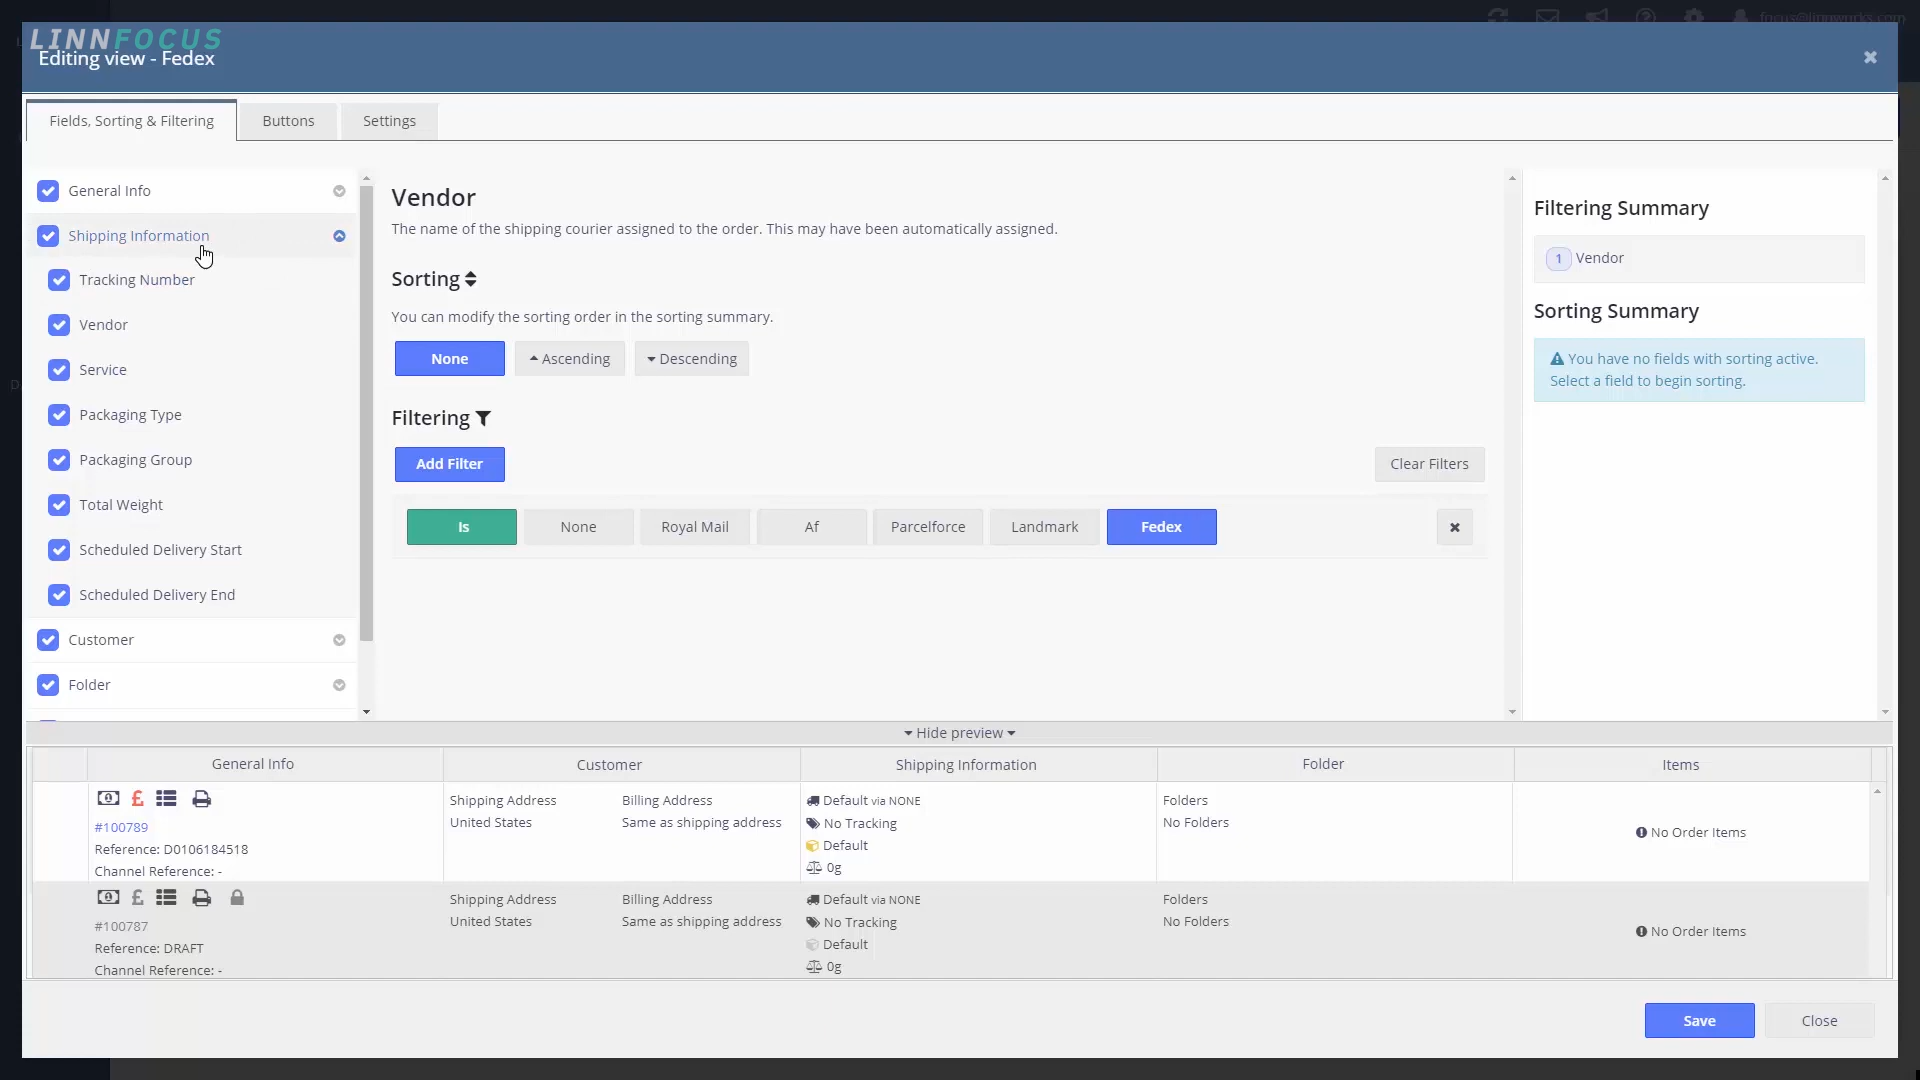 focus@linnworks.com
LINNFOCUS
Editing view - Fedex
Fields, Sorting & Filtering
Buttons
Settings
General Info
Shipping Information
Tracking Number
Vendor
Service
Packaging Type
Packaging Group
Total Weight
Scheduled Delivery Start
Scheduled Delivery End
Customer
Folder
Vendor
The name of the shipping courier assigned to the order. This may have been automatically assigned.
Sorting
You can modify the sorting order in the sorting summary.
None
Ascending
Descending
Filtering
Add Filter
Clear Filters
Is
None
Royal Mail
Af
Parcelforce
Landmark
Fedex
Filtering Summary
1 Vendor
Sorting Summary
You have no fields with sorting active.
Select a field to begin sorting.
Hide preview
General Info
Customer
Shipping Information
Folder
Items
#100789
Reference: D0106184518
Channel Reference: -
Shipping Address
United States
Billing Address
Same as shipping address
Default via NONE
No Tracking
Default
0g
Folders
No Folders
No Order Items
#100787
Reference: DRAFT
Channel Reference: -
Shipping Address
United States
Billing Address
Same as shipping address
Default via NONE
No Tracking
Default
0g
Folders
No Folders
No Order Items
Save
Close